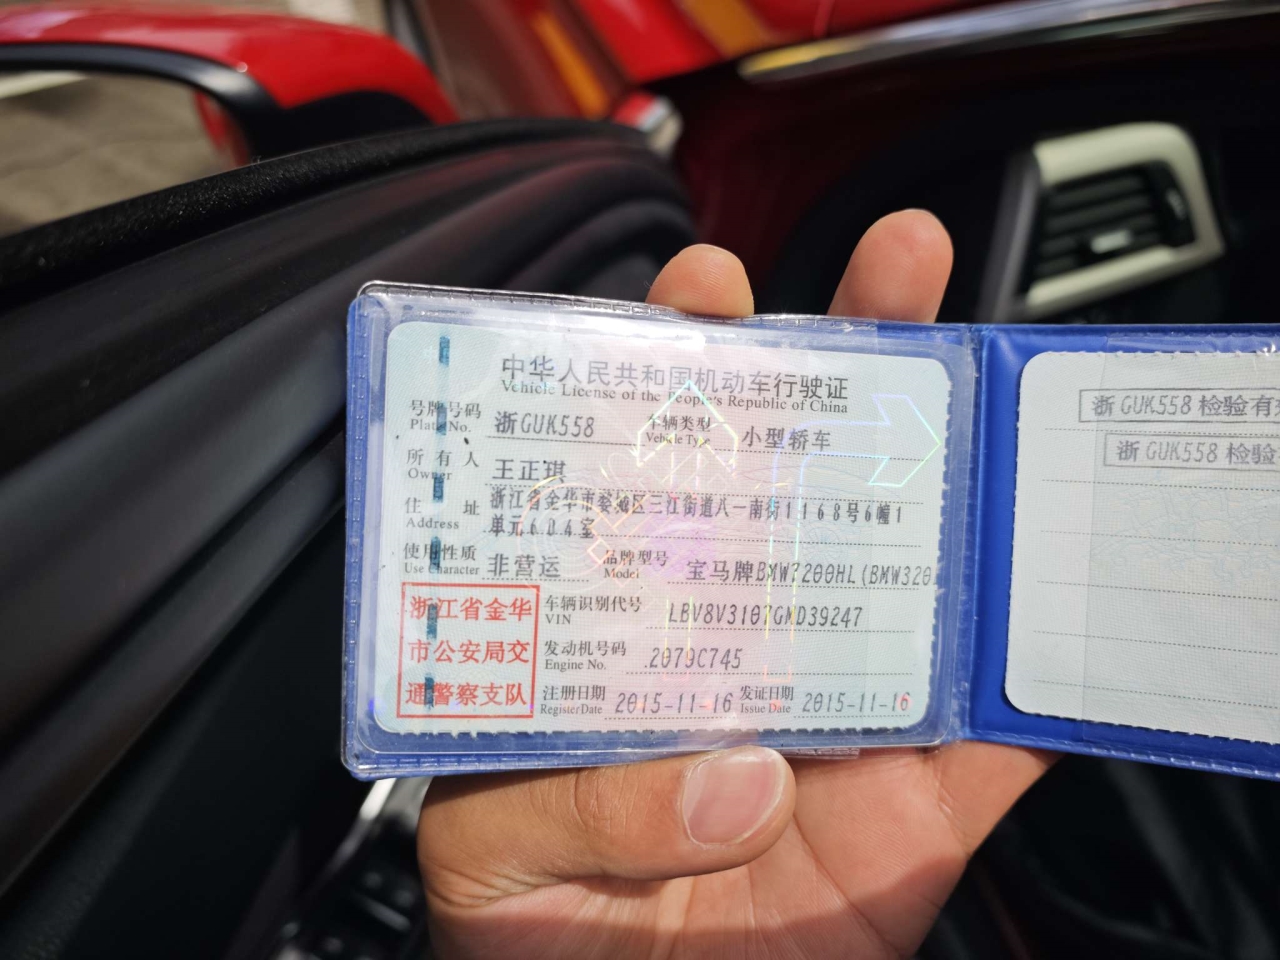 中华人民共和国机动车行驶证
Vehicle License of the People's Republic of China
号牌号码 浙GUK558 车辆类型 小型轿车
Plate No. Vehicle Type
所有人 王正琪
Owner
住址 浙江省金华市婺城区三江街道八一南街1168号6幢1
Address 单元604室
使用性质 非营运 品牌型号 宝马牌BMW7200HL(BMW320
Use Character Model
浙江省金华
市公安局交
通警察支队
车辆识别代号 LBV8V3107GMD39247
VIN
发动机号码 .2079C745
Engine No.
注册日期 2015-11-16 发证日期 2015-11-16
Register Date Issue Date
浙GUK558 检验有
浙GUK558 检验